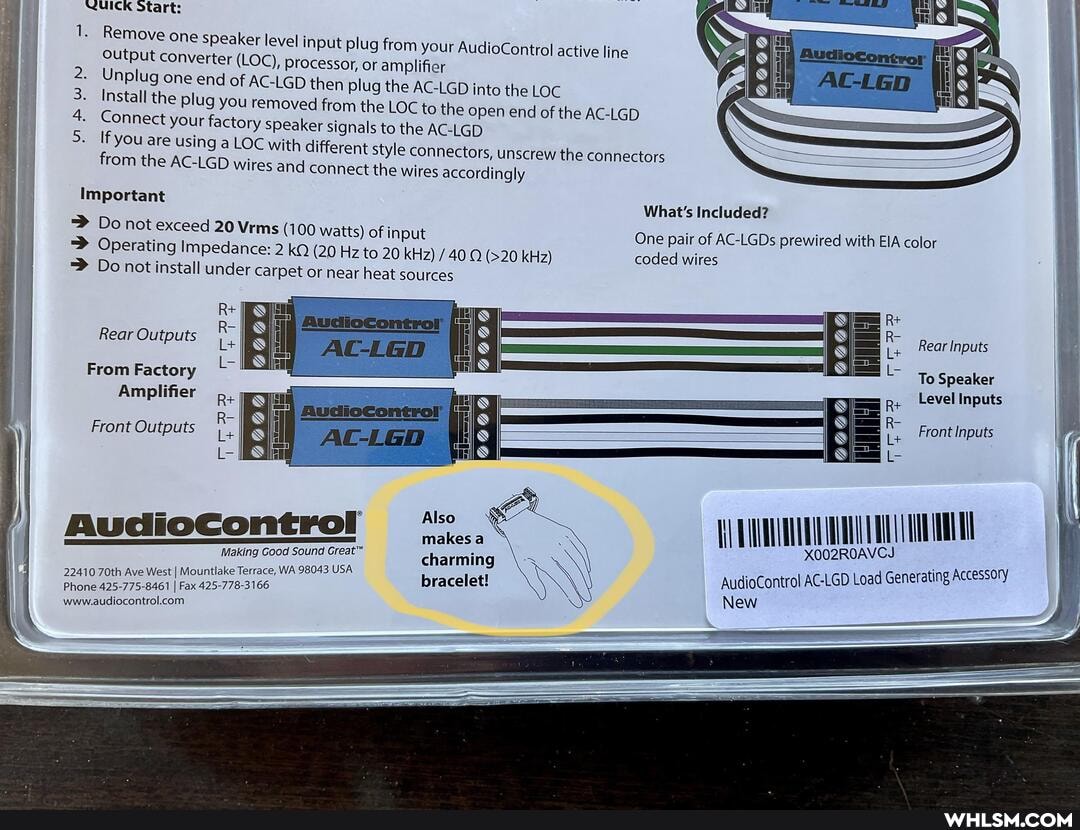 Quick Start:
1. Remove one speaker level input plug from your AudioControl active line
output converter (LOC), processor, or amplifier
2. Unplug one end of AC-LGD then plug the AC-LGD into the LOC
3. Install the plug you removed from the LOC to the open end of the AC-LGD
4. Connect your factory speaker signals to the AC-LGD
5. If you are using a LOC with different style connectors, unscrew the connectors
from the AC-LGD wires and connect the wires accordingly
AC-LGD
AudioControl®
AC-LGD
Important
➔ Do not exceed 20 Vrms (100 watts) of input
➔ Operating Impedance: 2 kΩ (20 Hz to 20 kHz) / 40 Ω (>20 kHz)
➔ Do not install under carpet or near heat sources
What's Included?
One pair of AC-LGDs prewired with EIA color
coded wires
Rear Outputs
R+
R–
L+
L–
AudioControl®
AC-LGD
R+
R–
L+
L–
Rear Inputs
From Factory
Amplifier
To Speaker
Level Inputs
Front Outputs
R+
R–
L+
L–
AudioControl®
AC-LGD
R+
R–
L+
L–
Front Inputs
AudioControl®
Making Good Sound Great™
22410 70th Ave West | Mountlake Terrace, WA 98043 USA
Phone 425-775-8461 | Fax 425-778-3166
www.audiocontrol.com
Also
makes a
charming
bracelet!
X002R0AVCJ
AudioControl AC-LGD Load Generating Accessory
New
WHLSM.COM